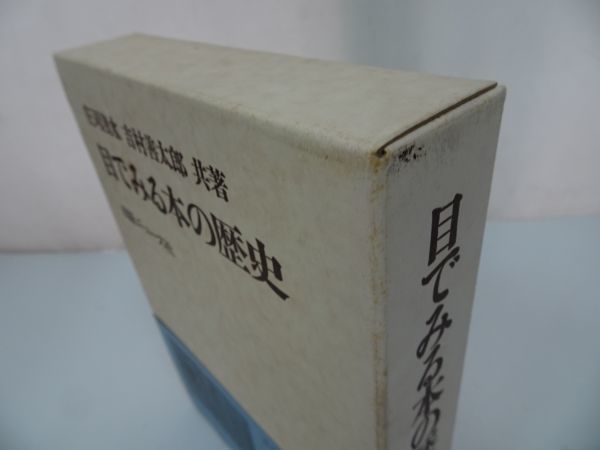 庄司浅水 吉村善太郎 共著
目でみる本の歴史
出版ニュース社
目でみる本の